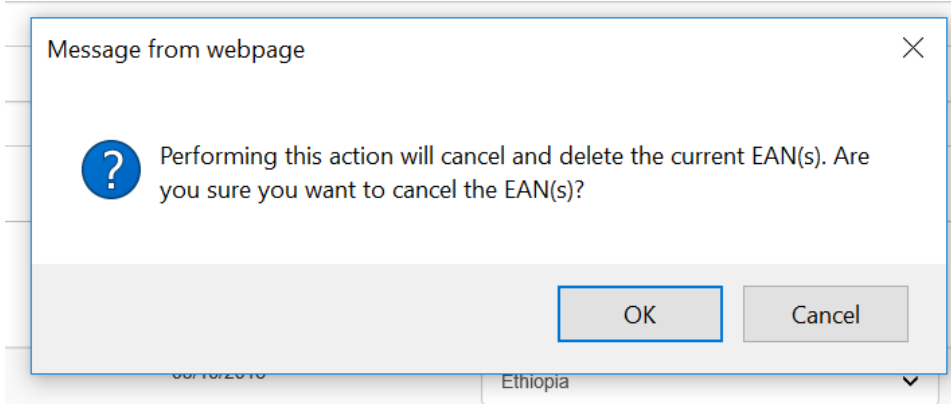 Message from webpage
Performing this action will cancel and delete the current EAN(s). Are
you sure you want to cancel the EAN(s)?
OK
Cancel
Ethiopia